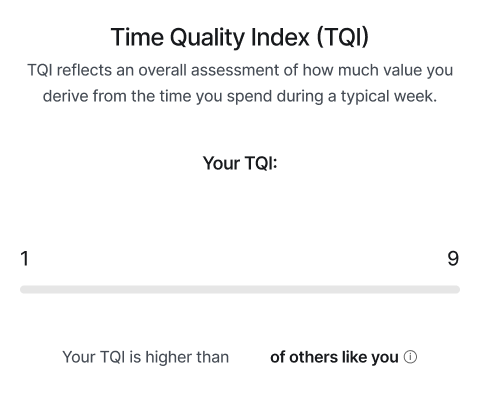 Time Quality Index (TQI)
TQI reflects an overall assessment of how much value you
derive from the time you spend during a typical week.
Your TQI:
1 9
Your TQI is higher than of others like you ⓘ